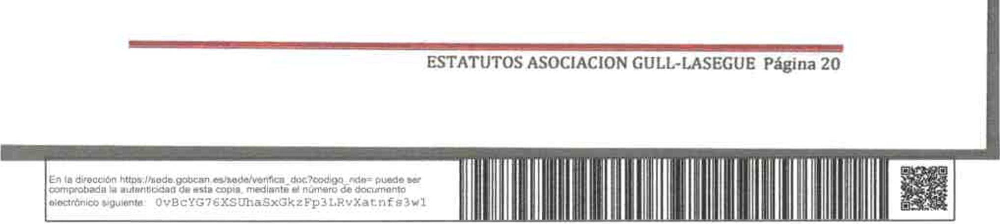 ESTATUTOS ASOCIACION GULL-LASEGUE Página 20
En la dirección https://sede.gobcan.es/sede/verifica_doc?codigo_nde= puede ser
comprobada la autenticidad de esta copia, mediante el número de documento
electrónico siguiente: 0vBcYG76XSUhaSxGkzFp3LRvXatnfs3wl